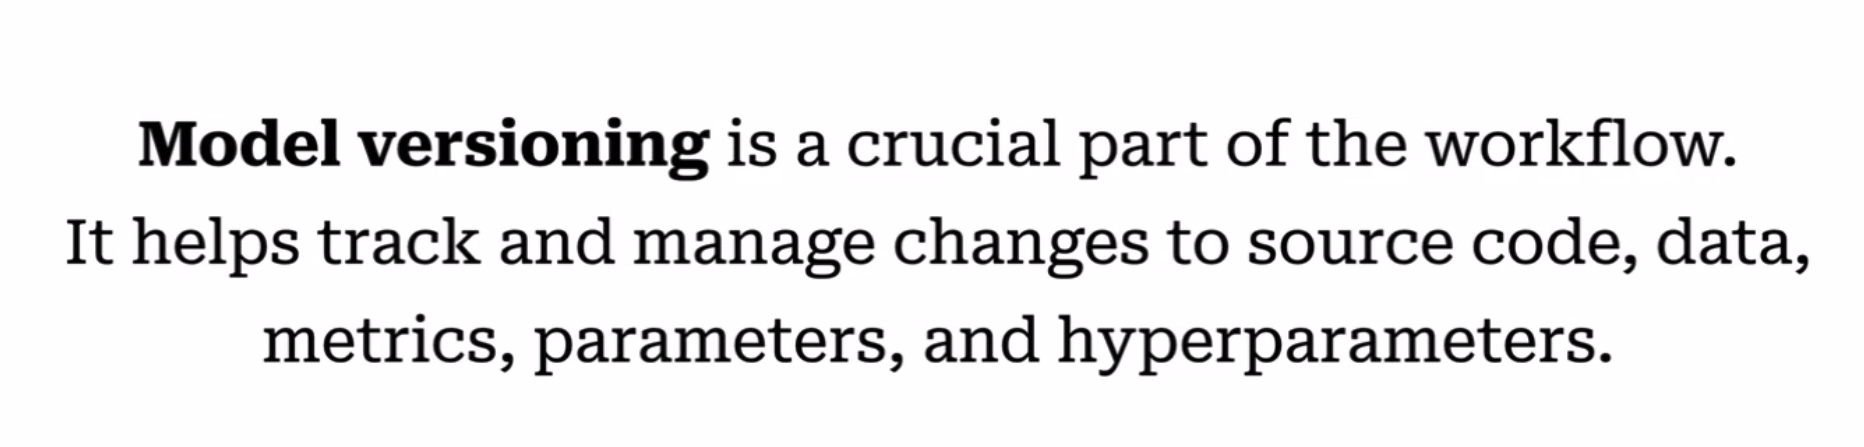 Model versioning is a crucial part of the workflow.
It helps track and manage changes to source code, data,
metrics, parameters, and hyperparameters.